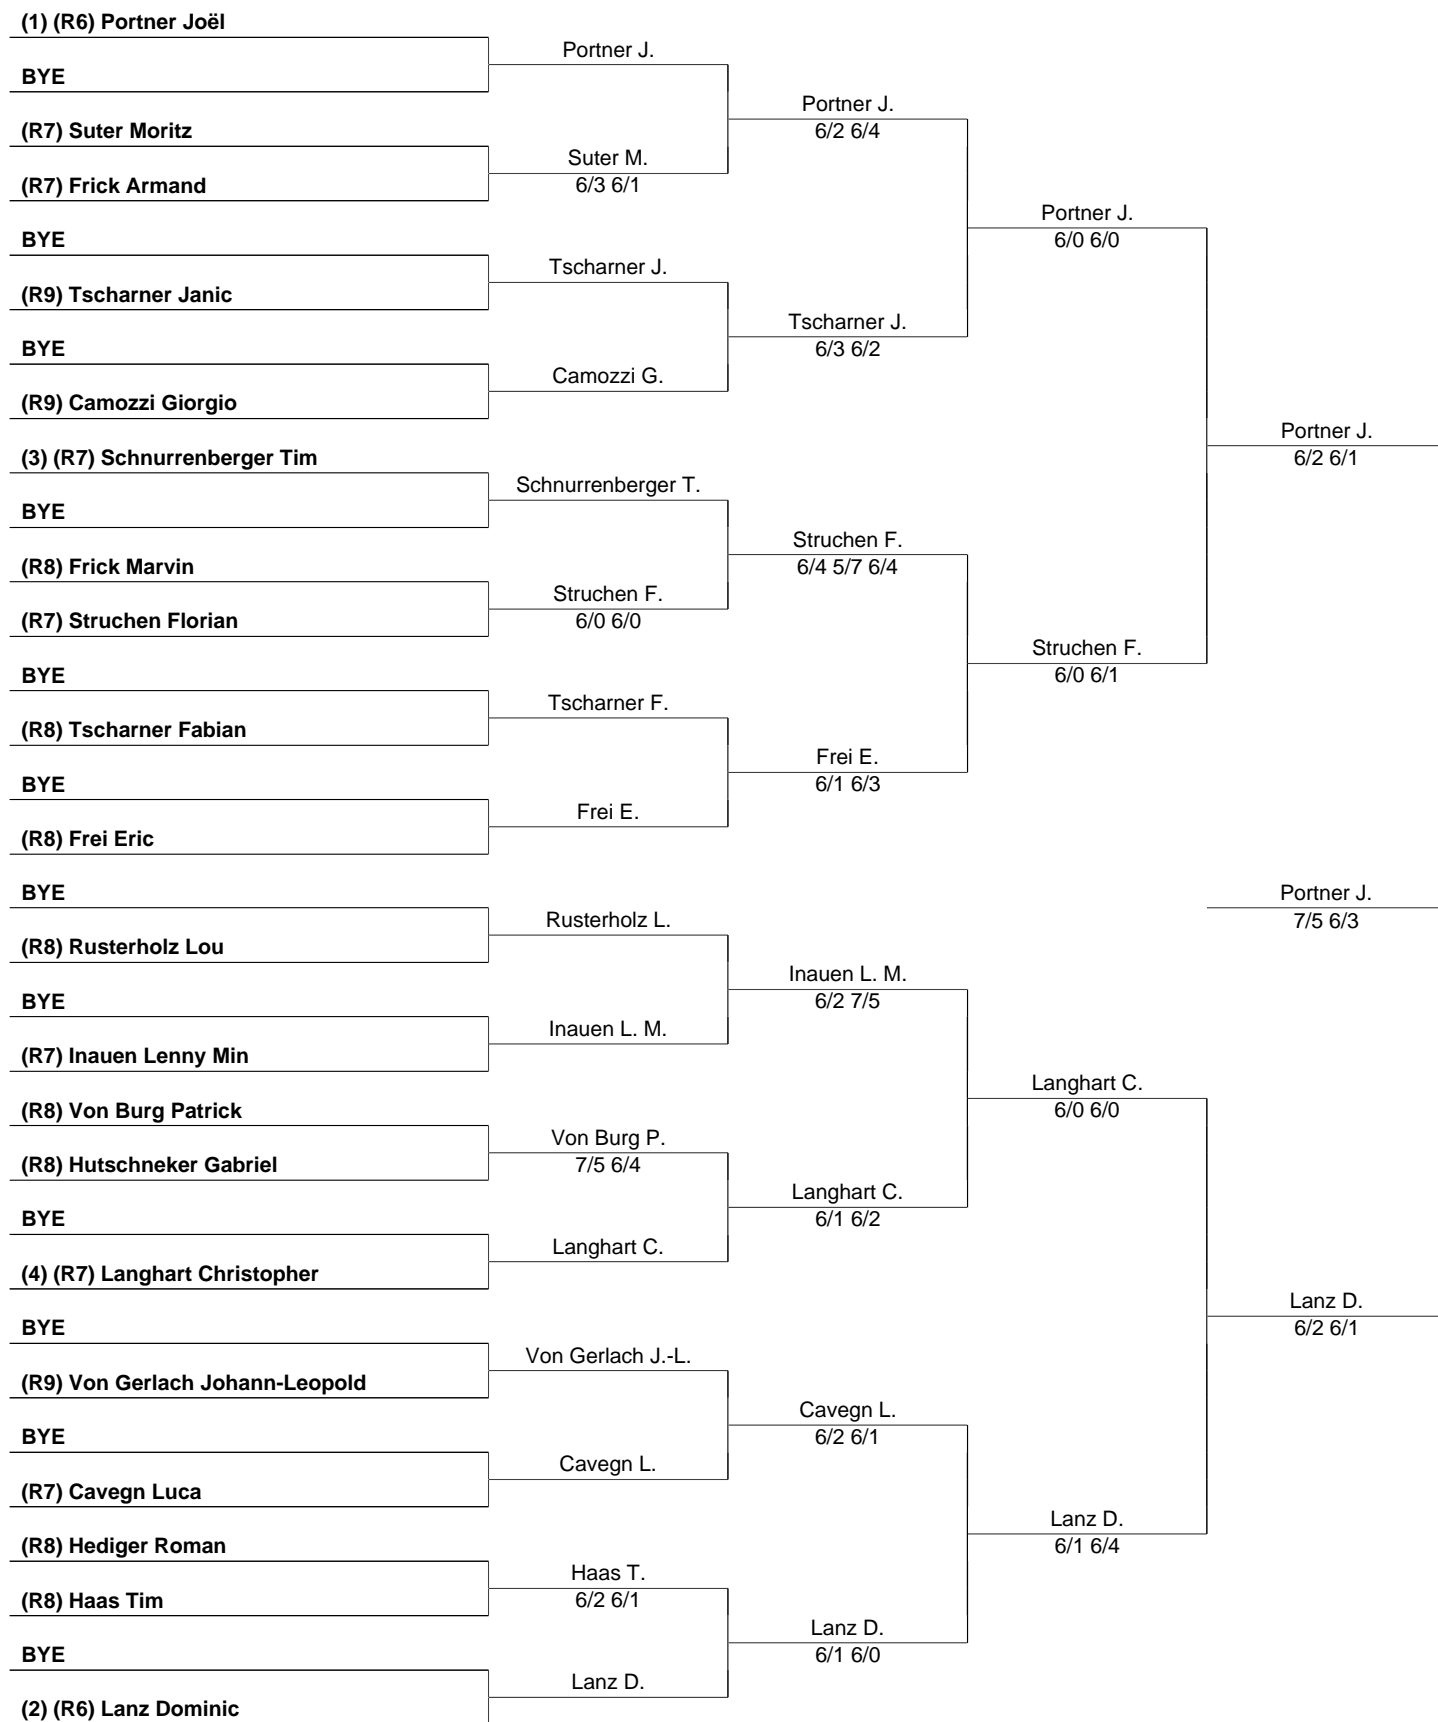 (1) (R6) Portner Joël
BYE
(R7) Suter Moritz
(R7) Frick Armand
BYE
(R9) Tscharner Janic
BYE
(R9) Camozzi Giorgio
(3) (R7) Schnurrenberger Tim
BYE
(R8) Frick Marvin
(R7) Struchen Florian
BYE
(R8) Tscharner Fabian
BYE
(R8) Frei Eric
BYE
(R8) Rusterholz Lou
BYE
(R7) Inauen Lenny Min
(R8) Von Burg Patrick
(R8) Hutschneker Gabriel
BYE
(4) (R7) Langhart Christopher
BYE
(R9) Von Gerlach Johann-Leopold
BYE
(R7) Cavegn Luca
(R8) Hediger Roman
(R8) Haas Tim
BYE
(2) (R6) Lanz Dominic
Portner J.
Suter M.
6/3 6/1
Tscharner J.
Camozzi G.
Schnurrenberger T.
Struchen F.
6/0 6/0
Tscharner F.
Frei E.
Rusterholz L.
Inauen L. M.
Von Burg P.
7/5 6/4
Langhart C.
Von Gerlach J.-L.
Cavegn L.
Haas T.
6/2 6/1
Lanz D.
Portner J.
6/2 6/4
Tscharner J.
6/3 6/2
Struchen F.
6/4 5/7 6/4
Frei E.
6/1 6/3
Inauen L. M.
6/2 7/5
Langhart C.
6/1 6/2
Cavegn L.
6/2 6/1
Lanz D.
6/1 6/0
Portner J.
6/0 6/0
Struchen F.
6/0 6/1
Langhart C.
6/0 6/0
Lanz D.
6/1 6/4
Portner J.
6/2 6/1
Portner J.
7/5 6/3
Lanz D.
6/2 6/1